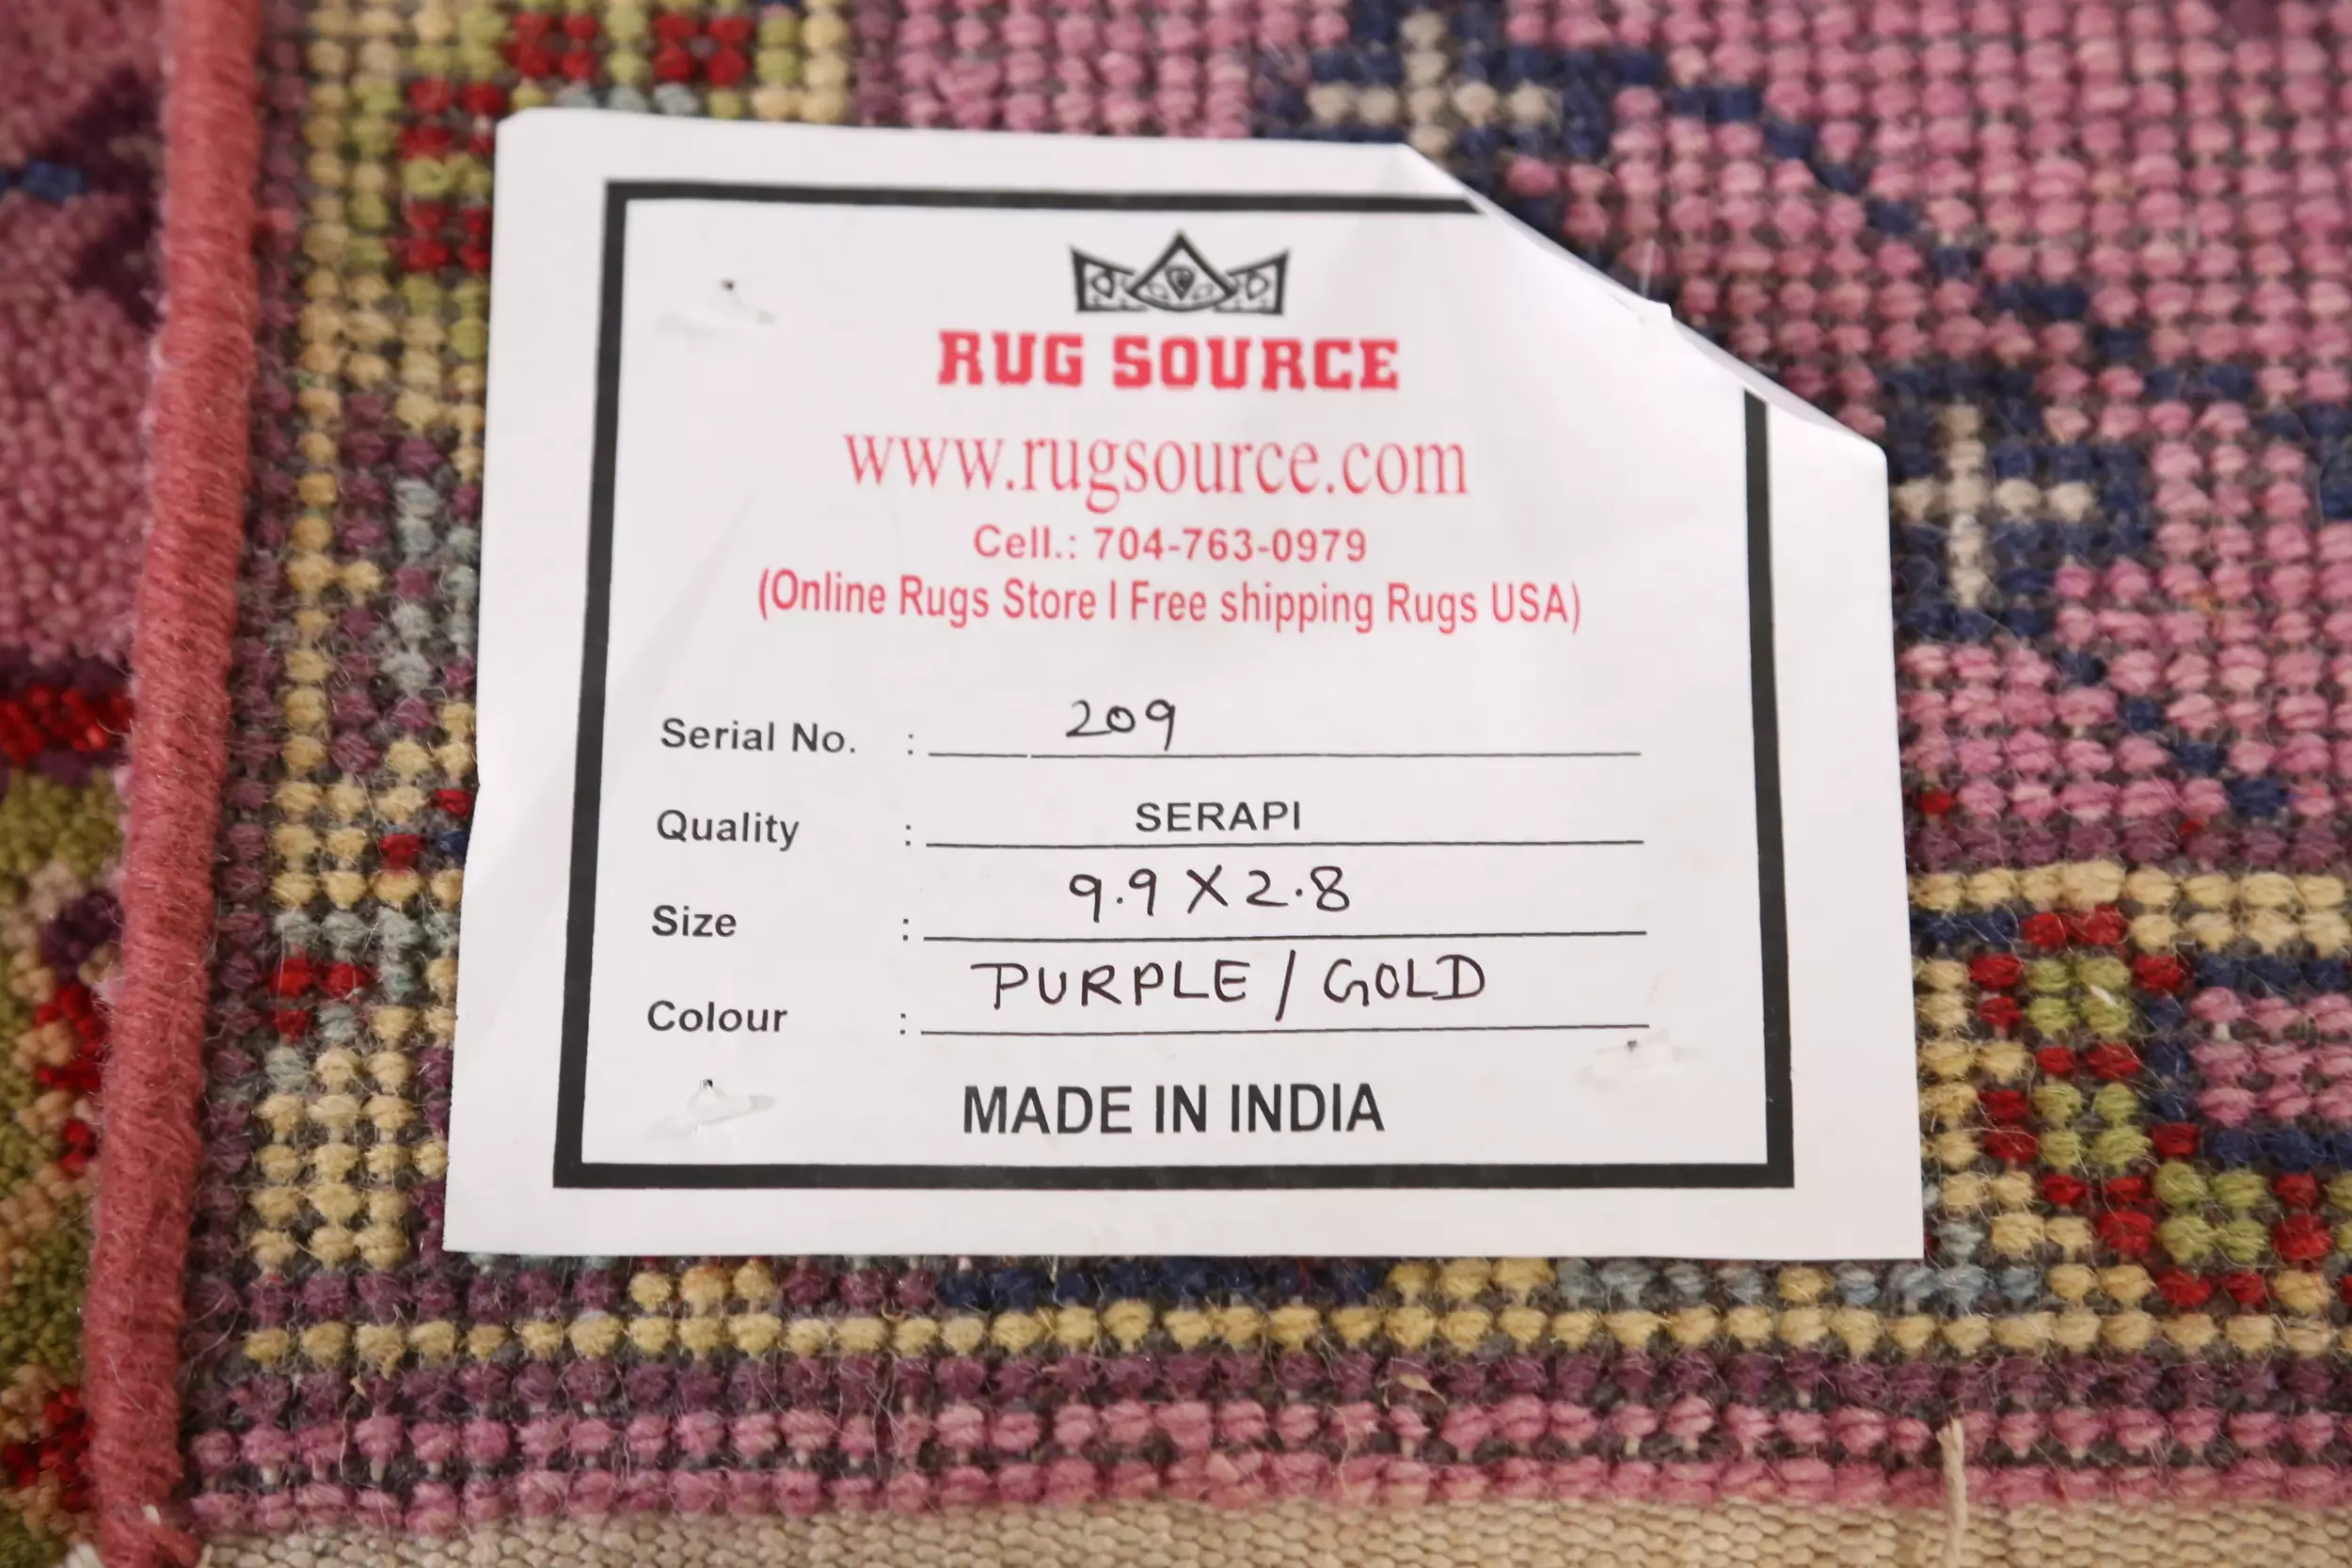 RUG SOURCE
www.rugsource.com
Cell.: 704-763-0979
(Online Rugs Store I Free shipping Rugs USA)
Serial No. : 209
Quality : SERAPI
Size : 9.9 X 2.8
Colour : PURPLE / GOLD
MADE IN INDIA